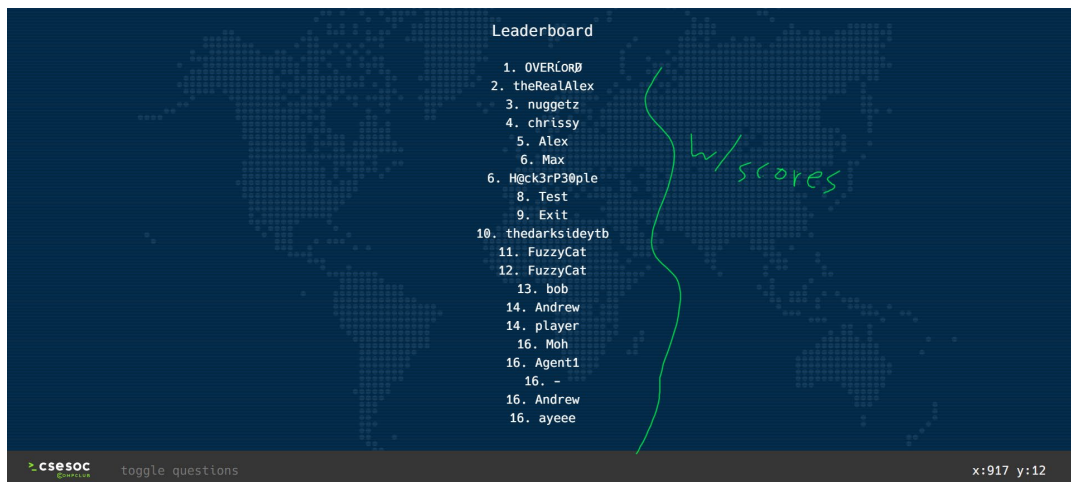 Leaderboard
1. OVERĹORØ
2. theRealAlex
3. nuggetz
4. chrissy
5. Alex
6. Max
6. H@ck3rP30ple
8. Test
9. Exit
10. thedarksideytb
11. FuzzyCat
12. FuzzyCat
13. bob
14. Andrew
14. player
16. Moh
16. Agent1
16. -
16. Andrew
16. ayeee
w/
scores
>_csesoc
COMPCLUB
toggle questions
x:917 y:12